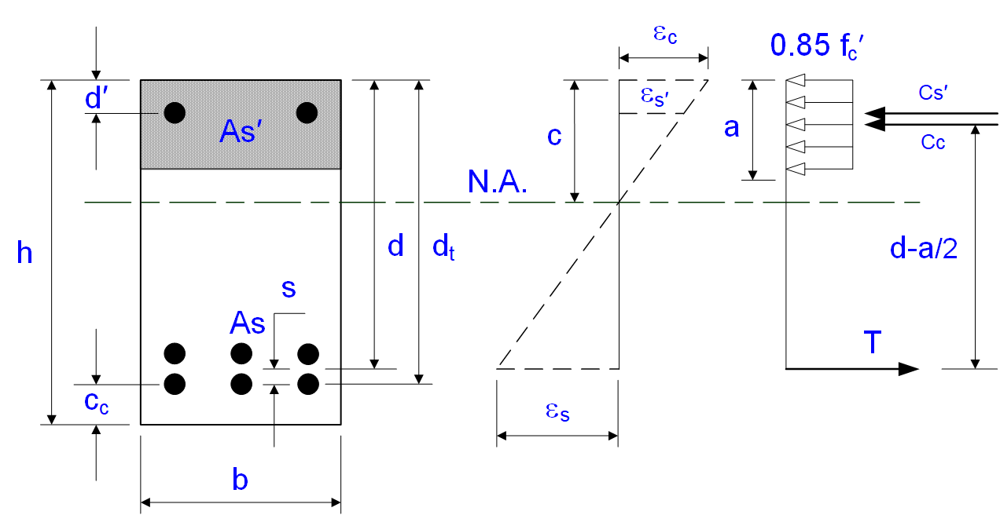 εc
0.85 fc′
d′
As′
εs′
Cs′
c
a
Cc
N.A.
h
d
dt
d-a/2
s
As
T
cc
εs
b